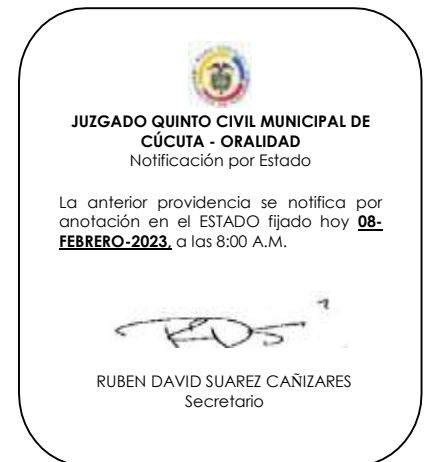 JUZGADO QUINTO CIVIL MUNICIPAL DE
CÚCUTA - ORALIDAD
Notificación por Estado
La anterior providencia se notifica por
anotación en el ESTADO fijado hoy 08-
FEBRERO-2023, a las 8:00 A.M.
RUBEN DAVID SUAREZ CAÑIZARES
Secretario